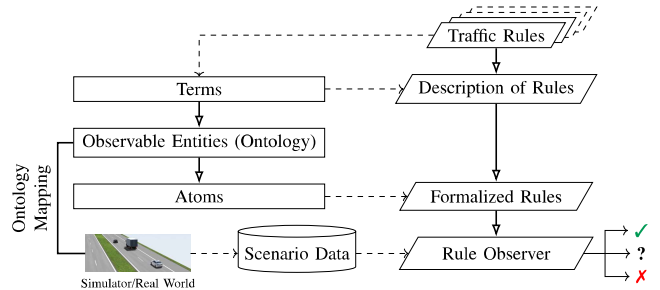 Traffic Rules
Terms
Description of Rules
Observable Entities (Ontology)
Ontology
Mapping
Atoms
Formalized Rules
Scenario Data
Rule Observer
✓
?
✗
Simulator/Real World